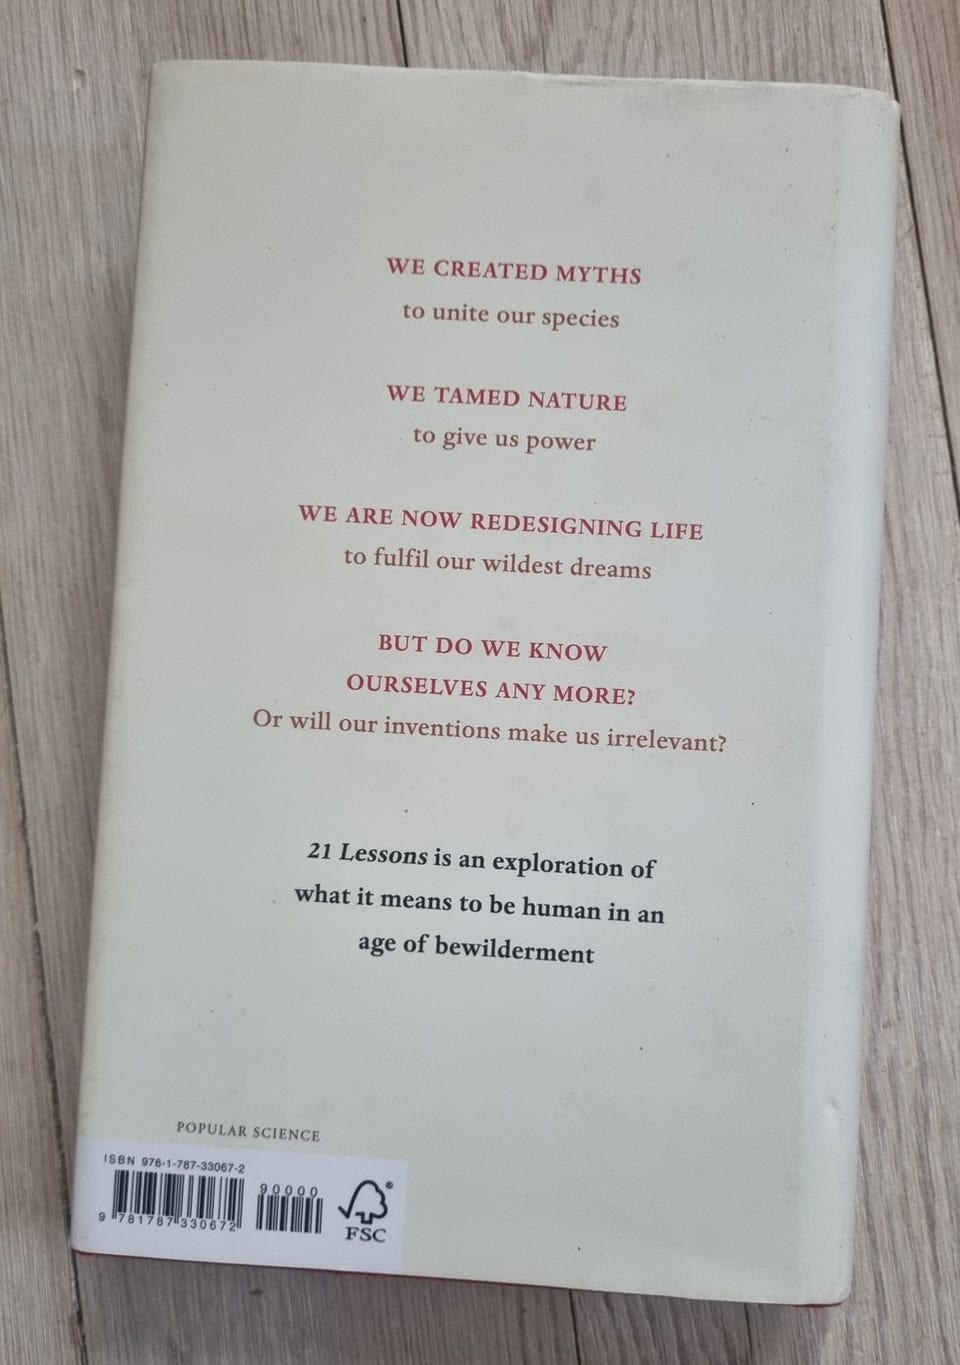 WE CREATED MYTHS
to unite our species
WE TAMED NATURE
to give us power
WE ARE NOW REDESIGNING LIFE
to fulfil our wildest dreams
BUT DO WE KNOW
OURSELVES ANY MORE?
Or will our inventions make us irrelevant?
21 Lessons is an exploration of
what it means to be human in an
age of bewilderment
POPULAR SCIENCE
ISBN 978-1-787-33067-2
90000
9 781787 330672
®
FSC